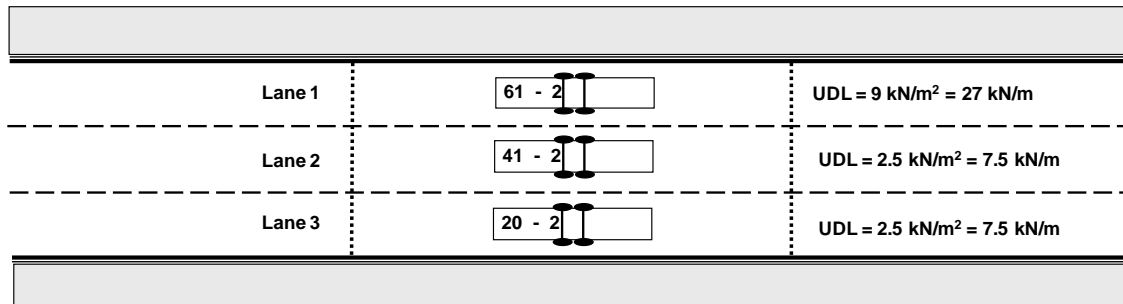 Lane 1 61 - 2 UDL = 9 kN/m² = 27 kN/m
Lane 2 41 - 2 UDL = 2.5 kN/m² = 7.5 kN/m
Lane 3 20 - 2 UDL = 2.5 kN/m² = 7.5 kN/m